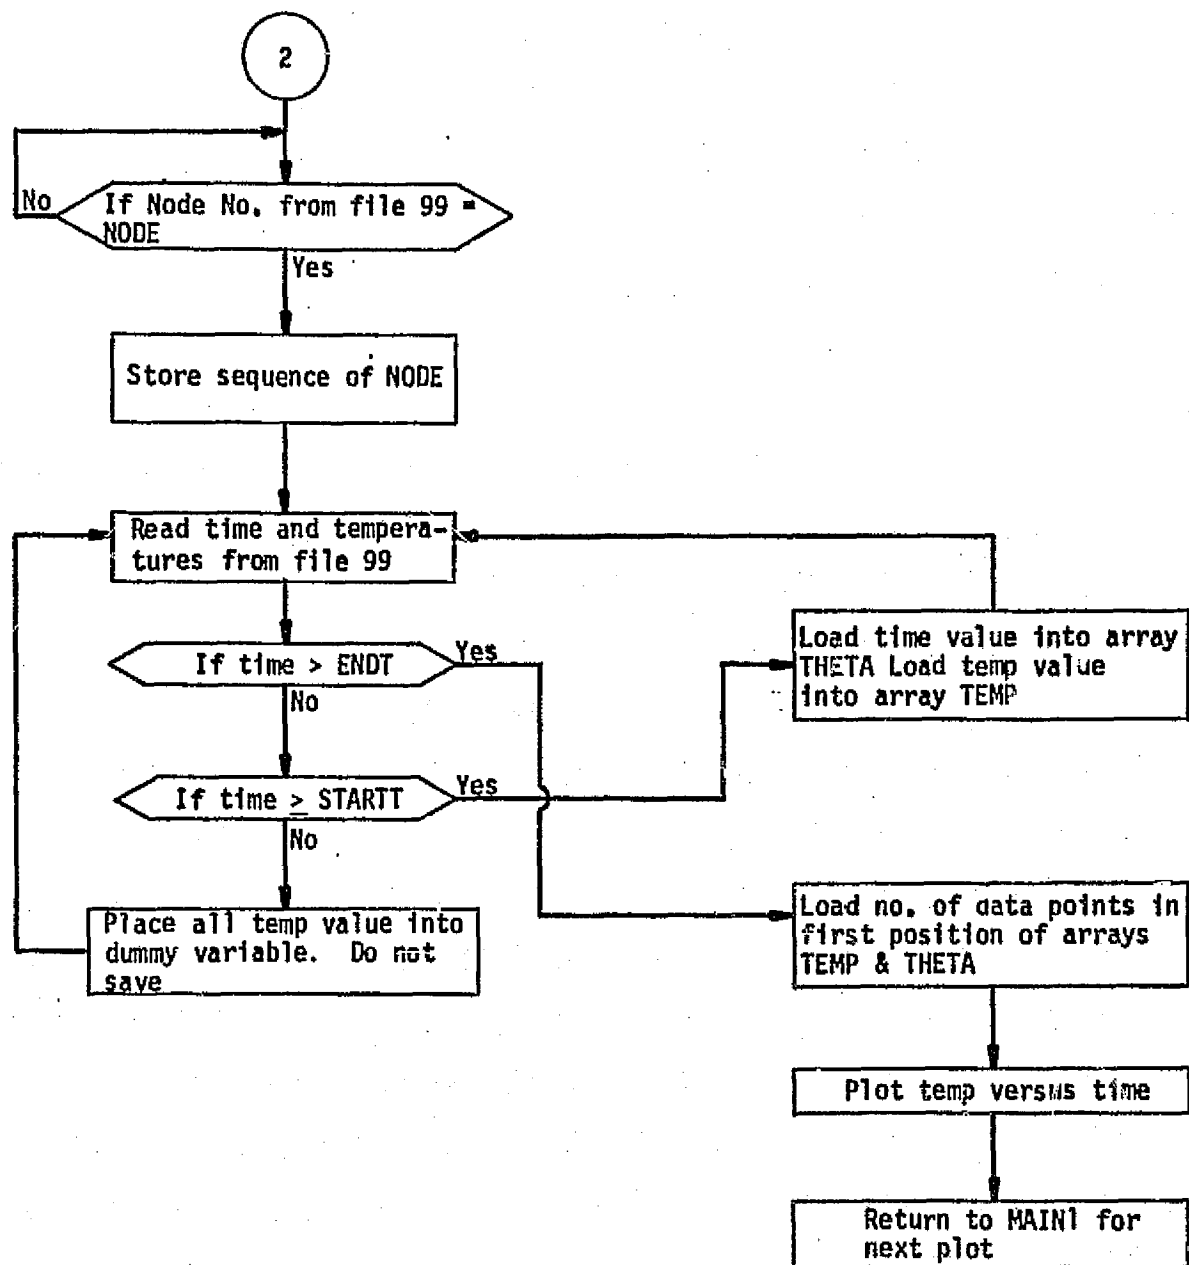 2
No
If Node No. from file 99 =
NODE
Yes
Store sequence of NODE
Read time and tempera-
tures from file 99
If time > ENDT
Yes
No
Load time value into array
THETA Load temp value
into array TEMP
If time ≥ STARTT
Yes
No
Place all temp value into
dummy variable. Do not
save
Load no. of data points in
first position of arrays
TEMP & THETA
Plot temp versus time
Return to MAIN1 for
next plot